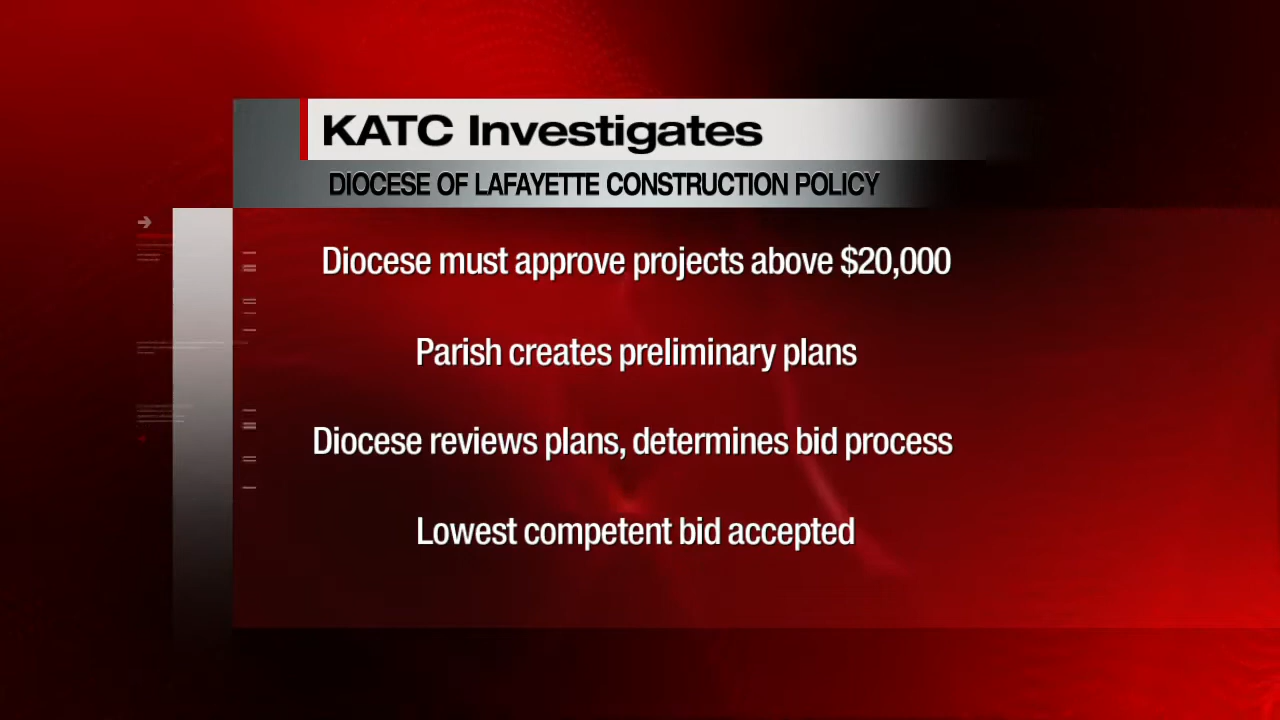 KATC Investigates
DIOCESE OF LAFAYETTE CONSTRUCTION POLICY
Diocese must approve projects above $20,000
Parish creates preliminary plans
Diocese reviews plans, determines bid process
Lowest competent bid accepted